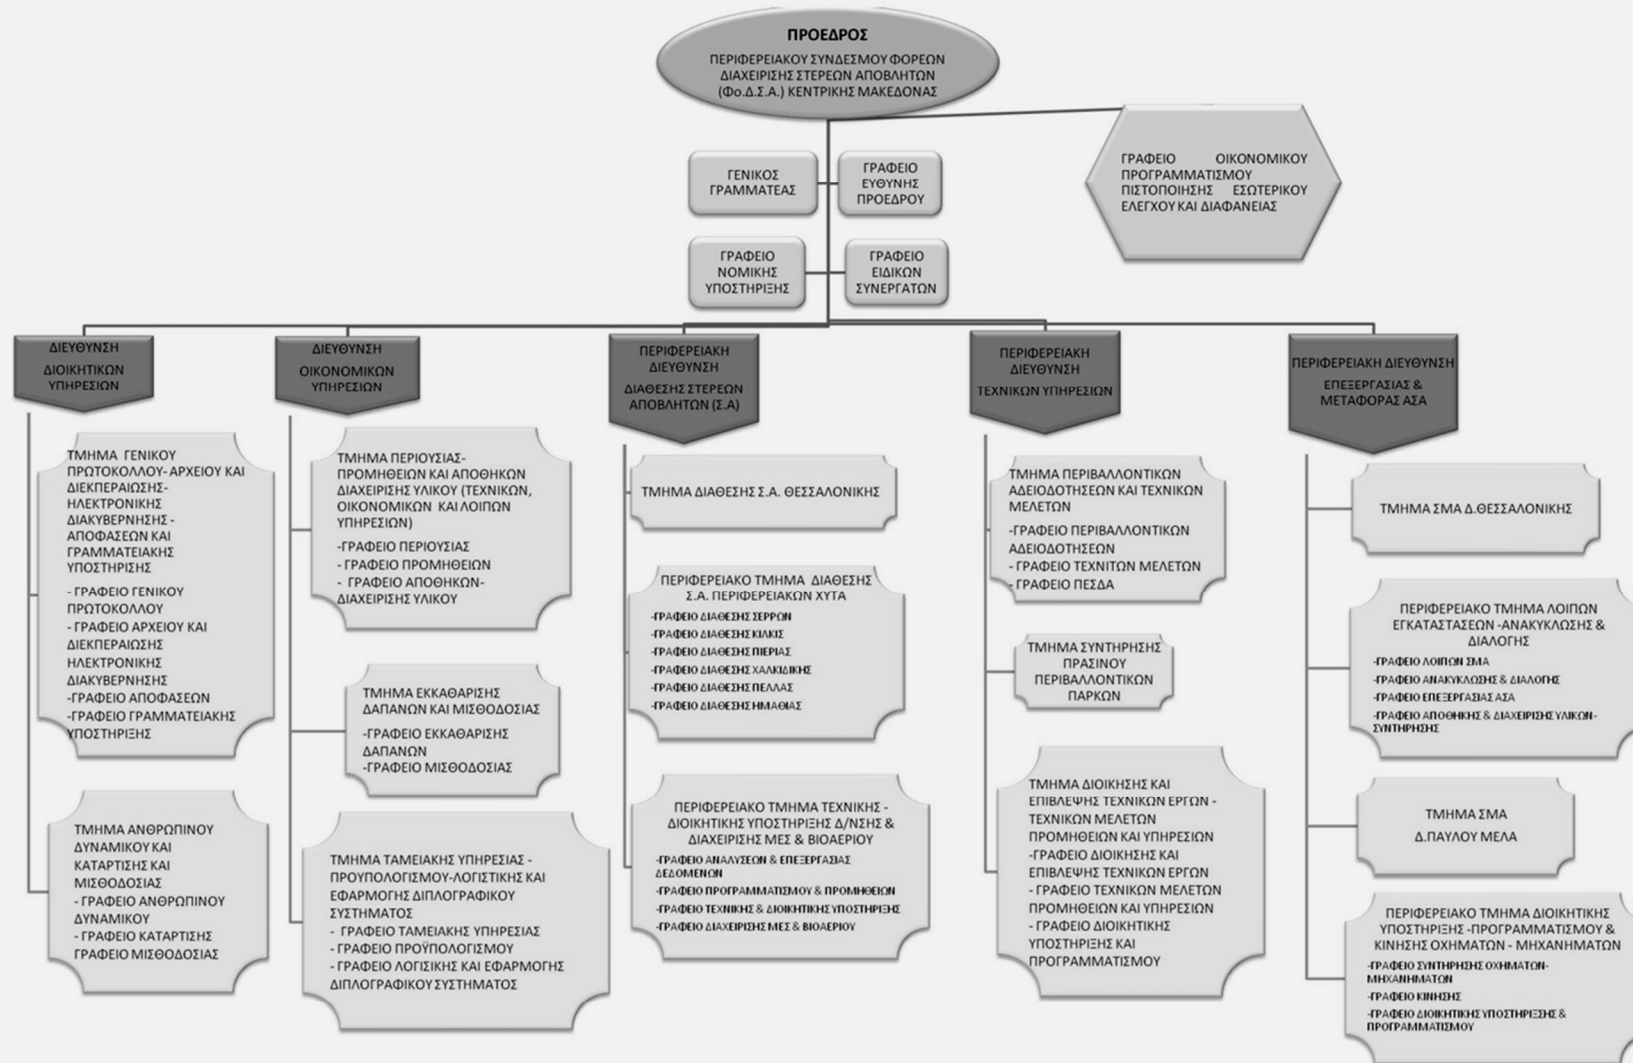 ΠΡΟΕΔΡΟΣ
ΠΕΡΙΦΕΡΕΙΑΚΟΥ ΣΥΝΔΕΣΜΟΥ ΦΟΡΕΩΝ
ΔΙΑΧΕΙΡΙΣΗΣ ΣΤΕΡΕΩΝ ΑΠΟΒΛΗΤΩΝ
(Φο.Δ.Σ.Α.) ΚΕΝΤΡΙΚΗΣ ΜΑΚΕΔΟΝΑΣ
ΓΡΑΦΕΙΟ ΟΙΚΟΝΟΜΙΚΟΥ
ΠΡΟΓΡΑΜΜΑΤΙΣΜΟΥ
ΠΙΣΤΟΠΟΙΗΣΗΣ ΕΣΩΤΕΡΙΚΟΥ
ΕΛΕΓΧΟΥ ΚΑΙ ΔΙΑΦΑΝΕΙΑΣ
ΓΕΝΙΚΟΣ
ΓΡΑΜΜΑΤΕΑΣ
ΓΡΑΦΕΙΟ
ΕΥΘΥΝΗΣ
ΠΡΟΕΔΡΟΥ
ΓΡΑΦΕΙΟ
ΝΟΜΙΚΗΣ
ΥΠΟΣΤΗΡΙΞΗΣ
ΓΡΑΦΕΙΟ
ΕΙΔΙΚΩΝ
ΣΥΝΕΡΓΑΤΩΝ
ΔΙΕΥΘΥΝΣΗ
ΔΙΟΙΚΗΤΙΚΩΝ
ΥΠΗΡΕΣΙΩΝ
ΤΜΗΜΑ ΓΕΝΙΚΟΥ
ΠΡΩΤΟΚΟΛΛΟΥ- ΑΡΧΕΙΟΥ ΚΑΙ
ΔΙΕΚΠΕΡΑΙΩΣΗΣ-
ΗΛΕΚΤΡΟΝΙΚΗΣ
ΔΙΑΚΥΒΕΡΝΗΣΗΣ -
ΑΠΟΦΑΣΕΩΝ ΚΑΙ
ΓΡΑΜΜΑΤΕΙΑΚΗΣ
ΥΠΟΣΤΗΡΙΣΗΣ
- ΓΡΑΦΕΙΟ ΓΕΝΙΚΟΥ
ΠΡΩΤΟΚΟΛΛΟΥ
- ΓΡΑΦΕΙΟ ΑΡΧΕΙΟΥ ΚΑΙ
ΔΙΕΚΠΕΡΑΙΩΣΗΣ
ΗΛΕΚΤΡΟΝΙΚΗΣ
ΔΙΑΚΥΒΕΡΝΗΣΗΣ
-ΓΡΑΦΕΙΟ ΑΠΟΦΑΣΕΩΝ
-ΓΡΑΦΕΙΟ ΓΡΑΜΜΑΤΕΙΑΚΗΣ
ΥΠΟΣΤΗΡΙΞΗΣ
ΤΜΗΜΑ ΑΝΘΡΩΠΙΝΟΥ
ΔΥΝΑΜΙΚΟΥ ΚΑΙ
ΚΑΤΑΡΤΙΣΗΣ ΚΑΙ
ΜΙΣΘΟΔΟΣΙΑΣ
- ΓΡΑΦΕΙΟ ΑΝΘΡΩΠΙΝΟΥ
ΔΥΝΑΜΙΚΟΥ
- ΓΡΑΦΕΙΟ ΚΑΤΑΡΤΙΣΗΣ
ΓΡΑΦΕΙΟ ΜΙΣΘΟΔΟΣΙΑΣ
ΔΙΕΥΘΥΝΣΗ
ΟΙΚΟΝΟΜΙΚΩΝ
ΥΠΗΡΕΣΙΩΝ
ΤΜΗΜΑ ΠΕΡΙΟΥΣΙΑΣ-
ΠΡΟΜΗΘΕΙΩΝ ΚΑΙ ΑΠΟΘΗΚΩΝ
ΔΙΑΧΕΙΡΙΣΗΣ ΥΛΙΚΟΥ (ΤΕΧΝΙΚΩΝ,
ΟΙΚΟΝΟΜΙΚΩΝ ΚΑΙ ΛΟΙΠΩΝ
ΥΠΗΡΕΣΙΩΝ)
-ΓΡΑΦΕΙΟ ΠΕΡΙΟΥΣΙΑΣ
- ΓΡΑΦΕΙΟ ΠΡΟΜΗΘΕΙΩΝ
- ΓΡΑΦΕΙΟ ΑΠΟΘΗΚΩΝ-
ΔΙΑΧΕΙΡΙΣΗΣ ΥΛΙΚΟΥ
ΤΜΗΜΑ ΕΚΚΑΘΑΡΙΣΗΣ
ΔΑΠΑΝΩΝ ΚΑΙ ΜΙΣΘΟΔΟΣΙΑΣ
-ΓΡΑΦΕΙΟ ΕΚΚΑΘΑΡΙΣΗΣ
ΔΑΠΑΝΩΝ
-ΓΡΑΦΕΙΟ ΜΙΣΘΟΔΟΣΙΑΣ
ΤΜΗΜΑ ΤΑΜΕΙΑΚΗΣ ΥΠΗΡΕΣΙΑΣ -
ΠΡΟΥΠΟΛΟΓΙΣΜΟΥ-ΛΟΓΙΣΤΙΚΗΣ ΚΑΙ
ΕΦΑΡΜΟΓΗΣ ΔΙΠΛΟΓΡΑΦΙΚΟΥ
ΣΥΣΤΗΜΑΤΟΣ
- ΓΡΑΦΕΙΟ ΤΑΜΕΙΑΚΗΣ ΥΠΗΡΕΣΙΑΣ
- ΓΡΑΦΕΙΟ ΠΡΟΫΠΟΛΟΓΙΣΜΟΥ
- ΓΡΑΦΕΙΟ ΛΟΓΙΣΙΚΗΣ ΚΑΙ ΕΦΑΡΜΟΓΗΣ
ΔΙΠΛΟΓΡΑΦΙΚΟΥ ΣΥΣΤΗΜΑΤΟΣ
ΠΕΡΙΦΕΡΕΙΑΚΗ
ΔΙΕΥΘΥΝΣΗ
ΔΙΑΘΕΣΗΣ ΣΤΕΡΕΩΝ
ΑΠΟΒΛΗΤΩΝ (Σ.Α)
ΤΜΗΜΑ ΔΙΑΘΕΣΗΣ Σ.Α. ΘΕΣΣΑΛΟΝΙΚΗΣ
ΠΕΡΙΦΕΡΕΙΑΚΟ ΤΜΗΜΑ ΔΙΑΘΕΣΗΣ
Σ.Α. ΠΕΡΙΦΕΡΕΙΑΚΩΝ ΧΥΤΑ
-ΓΡΑΦΕΙΟ ΔΙΑΘΕΣΗΣ ΣΕΡΡΩΝ
-ΓΡΑΦΕΙΟ ΔΙΑΘΕΣΗΣ ΚΙΛΚΙΣ
-ΓΡΑΦΕΙΟ ΔΙΑΘΕΣΗΣ ΠΙΕΡΙΑΣ
-ΓΡΑΦΕΙΟ ΔΙΑΘΕΣΗΣ ΧΑΛΚΙΔΙΚΗΣ
-ΓΡΑΦΕΙΟ ΔΙΑΘΕΣΗΣ ΠΕΛΛΑΣ
-ΓΡΑΦΕΙΟ ΔΙΑΘΕΣΗΣ ΗΜΑΘΙΑΣ
ΠΕΡΙΦΕΡΕΙΑΚΟ ΤΜΗΜΑ ΤΕΧΝΙΚΗΣ -
ΔΙΟΙΚΗΤΙΚΗΣ ΥΠΟΣΤΗΡΙΞΗΣ Δ/ΝΣΗΣ &
ΔΙΑΧΕΙΡΙΣΗΣ ΜΕΣ & ΒΙΟΑΕΡΙΟΥ
-ΓΡΑΦΕΙΟ ΑΝΑΛΥΣΕΩΝ & ΕΠΕΞΕΡΓΑΣΙΑΣ
ΔΕΔΟΜΕΝΩΝ
-ΓΡΑΦΕΙΟ ΠΡΟΓΡΑΜΜΑΤΙΣΜΟΥ & ΠΡΟΜΗΘΕΙΩΝ
-ΓΡΑΦΕΙΟ ΤΕΧΝΙΚΗΣ & ΔΙΟΙΚΗΤΙΚΗΣ ΥΠΟΣΤΗΡΙΞΗΣ
-ΓΡΑΦΕΙΟ ΔΙΑΧΕΙΡΙΣΗΣ ΜΕΣ & ΒΙΟΑΕΡΙΟΥ
ΠΕΡΙΦΕΡΕΙΑΚΗ
ΔΙΕΥΘΥΝΣΗ
ΤΕΧΝΙΚΩΝ ΥΠΗΡΕΣΙΩΝ
ΤΜΗΜΑ ΠΕΡΙΒΑΛΛΟΝΤΙΚΩΝ
ΑΔΕΙΟΔΟΤΗΣΕΩΝ ΚΑΙ ΤΕΧΝΙΚΩΝ
ΜΕΛΕΤΩΝ
-ΓΡΑΦΕΙΟ ΠΕΡΙΒΑΛΛΟΝΤΙΚΩΝ
ΑΔΕΙΟΔΟΤΗΣΕΩΝ
- ΓΡΑΦΕΙΟ ΤΕΧΝΙΤΩΝ ΜΕΛΕΤΩΝ
- ΓΡΑΦΕΙΟ ΠΕΣΔΑ
ΤΜΗΜΑ ΣΥΝΤΗΡΗΣΗΣ
ΠΡΑΣΙΝΟΥ
ΠΕΡΙΒΑΛΛΟΝΤΙΚΩΝ
ΠΑΡΚΩΝ
ΤΜΗΜΑ ΔΙΟΙΚΗΣΗΣ ΚΑΙ
ΕΠΙΒΛΕΨΗΣ ΤΕΧΝΙΚΩΝ ΕΡΓΩΝ -
ΤΕΧΝΙΚΩΝ ΜΕΛΕΤΩΝ
ΠΡΟΜΗΘΕΙΩΝ ΚΑΙ ΥΠΗΡΕΣΙΩΝ
-ΓΡΑΦΕΙΟ ΔΙΟΙΚΗΣΗΣ ΚΑΙ
ΕΠΙΒΛΕΨΗΣ ΤΕΧΝΙΚΩΝ ΕΡΓΩΝ
- ΓΡΑΦΕΙΟ ΤΕΧΝΙΚΩΝ ΜΕΛΕΤΩΝ
ΠΡΟΜΗΘΕΙΩΝ ΚΑΙ ΥΠΗΡΕΣΙΩΝ
- ΓΡΑΦΕΙΟ ΔΙΟΙΚΗΤΙΚΗΣ
ΥΠΟΣΤΗΡΙΞΗΣ ΚΑΙ
ΠΡΟΓΡΑΜΜΑΤΙΣΜΟΥ
ΠΕΡΙΦΕΡΕΙΑΚΗ ΔΙΕΥΘΥΝΣΗ
ΕΠΕΞΕΡΓΑΣΙΑΣ &
ΜΕΤΑΦΟΡΑΣ ΑΣΑ
ΤΜΗΜΑ ΣΜΑ Δ.ΘΕΣΣΑΛΟΝΙΚΗΣ
ΠΕΡΙΦΕΡΕΙΑΚΟ ΤΜΗΜΑ ΛΟΙΠΩΝ
ΕΓΚΑΤΑΣΤΑΣΕΩΝ -ΑΝΑΚΥΚΛΩΣΗΣ &
ΔΙΑΛΟΓΗΣ
-ΓΡΑΦΕΙΟ ΛΟΙΠΩΝ ΣΜΑ
-ΓΡΑΦΕΙΟ ΑΝΑΚΥΚΛΩΣΗΣ & ΔΙΑΛΟΓΗΣ
-ΓΡΑΦΕΙΟ ΕΠΕΞΕΡΓΑΣΙΑΣ ΑΣΑ
-ΓΡΑΦΕΙΟ ΑΠΟΘΗΚΗΣ & ΔΙΑΧΕΙΡΙΣΗΣ ΥΛΙΚΩΝ-
ΣΥΝΤΗΡΗΣΗΣ
ΤΜΗΜΑ ΣΜΑ
Δ.ΠΑΥΛΟΥ ΜΕΛΑ
ΠΕΡΙΦΕΡΕΙΑΚΟ ΤΜΗΜΑ ΔΙΟΙΚΗΤΙΚΗΣ
ΥΠΟΣΤΗΡΙΞΗΣ -ΠΡΟΓΡΑΜΜΑΤΙΣΜΟΥ &
ΚΙΝΗΣΗΣ ΟΧΗΜΑΤΩΝ - ΜΗΧΑΝΗΜΑΤΩΝ
-ΓΡΑΦΕΙΟ ΣΥΝΤΗΡΗΣΗΣ ΟΧΗΜΑΤΩΝ-
ΜΗΧΑΝΗΜΑΤΩΝ
-ΓΡΑΦΕΙΟ ΚΙΝΗΣΗΣ
-ΓΡΑΦΕΙΟ ΔΙΟΙΚΗΤΙΚΗΣ ΥΠΟΣΤΗΡΙΞΣΗΣ &
ΠΡΟΓΡΑΜΜΑΤΙΣΜΟΥ